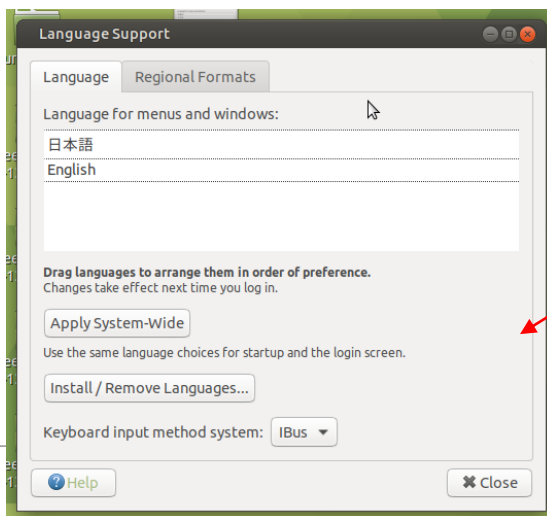 Language Support
Language Regional Formats
Language for menus and windows:
日本語
English
Drag languages to arrange them in order of preference.
Changes take effect next time you log in.
Apply System-Wide
Use the same language choices for startup and the login screen.
Install / Remove Languages...
Keyboard input method system: IBus
Help Close